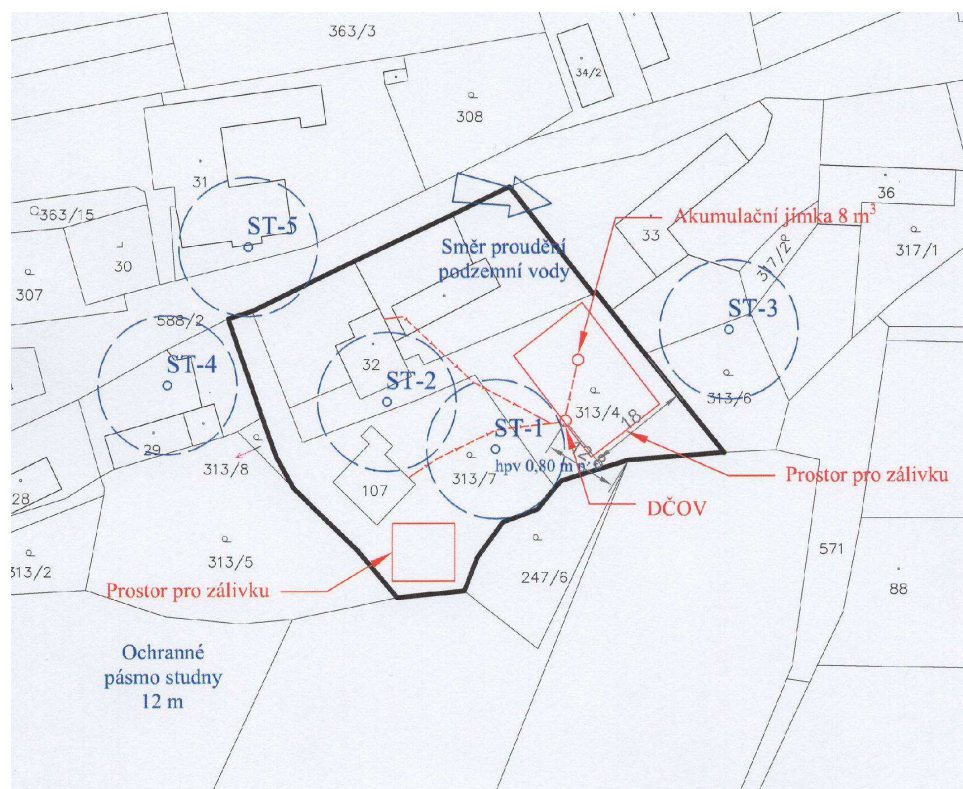 363/3
34/2
308
31
36
363/15
33
317/2
317/1
Akumulační jímka 8 m³
ST-5
Směr proudění
podzemní vody
30
307
588/2
ST-3
ST-4
32
ST-2
313/6
313/4
18
29
ST-1
313/8
hpv 0,80 m
12
313/7
Prostor pro zálivku
28
107
DČOV
313/2
313/5
247/6
571
88
Prostor pro zálivku
Ochranné
pásmo studny
12 m